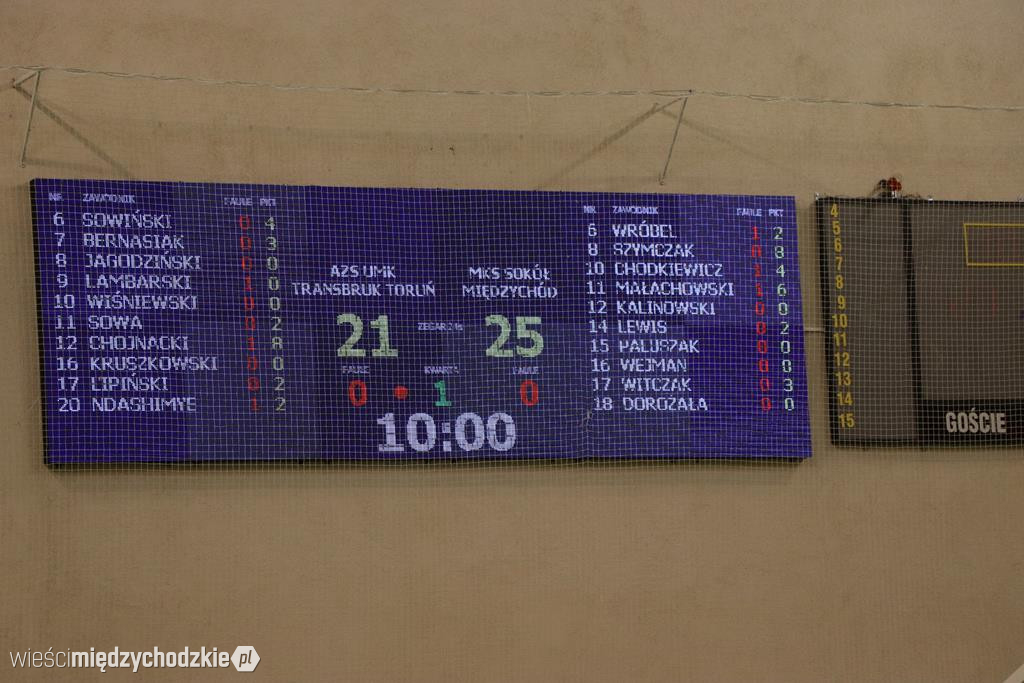 NR ZAWODNIK FAULE PKT
6 SOWIŃSKI 0 4
7 BERNASIAK 0 3
8 JAGODZIŃSKI 0 0
9 LAMBARSKI 1 0
10 WIŚNIEWSKI 0 0
11 SOWA 0 2
12 CHOJNACKI 1 8
16 KRUSZKOWSKI 0 0
17 LIPIŃSKI 0 2
20 NDASHIMYE 1 2
AZS UMK
TRANSBRUK TORUŃ
MKS SOKÓŁ
MIĘDZYCHÓD
21 ZEGAR 24s 25
FAULE KWARTA FAULE
0 1 0
10:00
NR ZAWODNIK FAULE PKT
6 WRÓBEL 1 2
8 SZYMCZAK 0 8
10 CHODKIEWICZ 1 4
11 MAŁACHOWSKI 1 6
12 KALINOWSKI 0 0
14 LEWIS 0 2
15 PALUSZAK 0 0
16 WEJMAN 0 0
17 WITCZAK 0 3
18 DOROŻAŁA 0 0
4
5
6
7
8
9
10
11
12
13
14
15
GOŚCIE
wieścimiędzychodzkie.pl